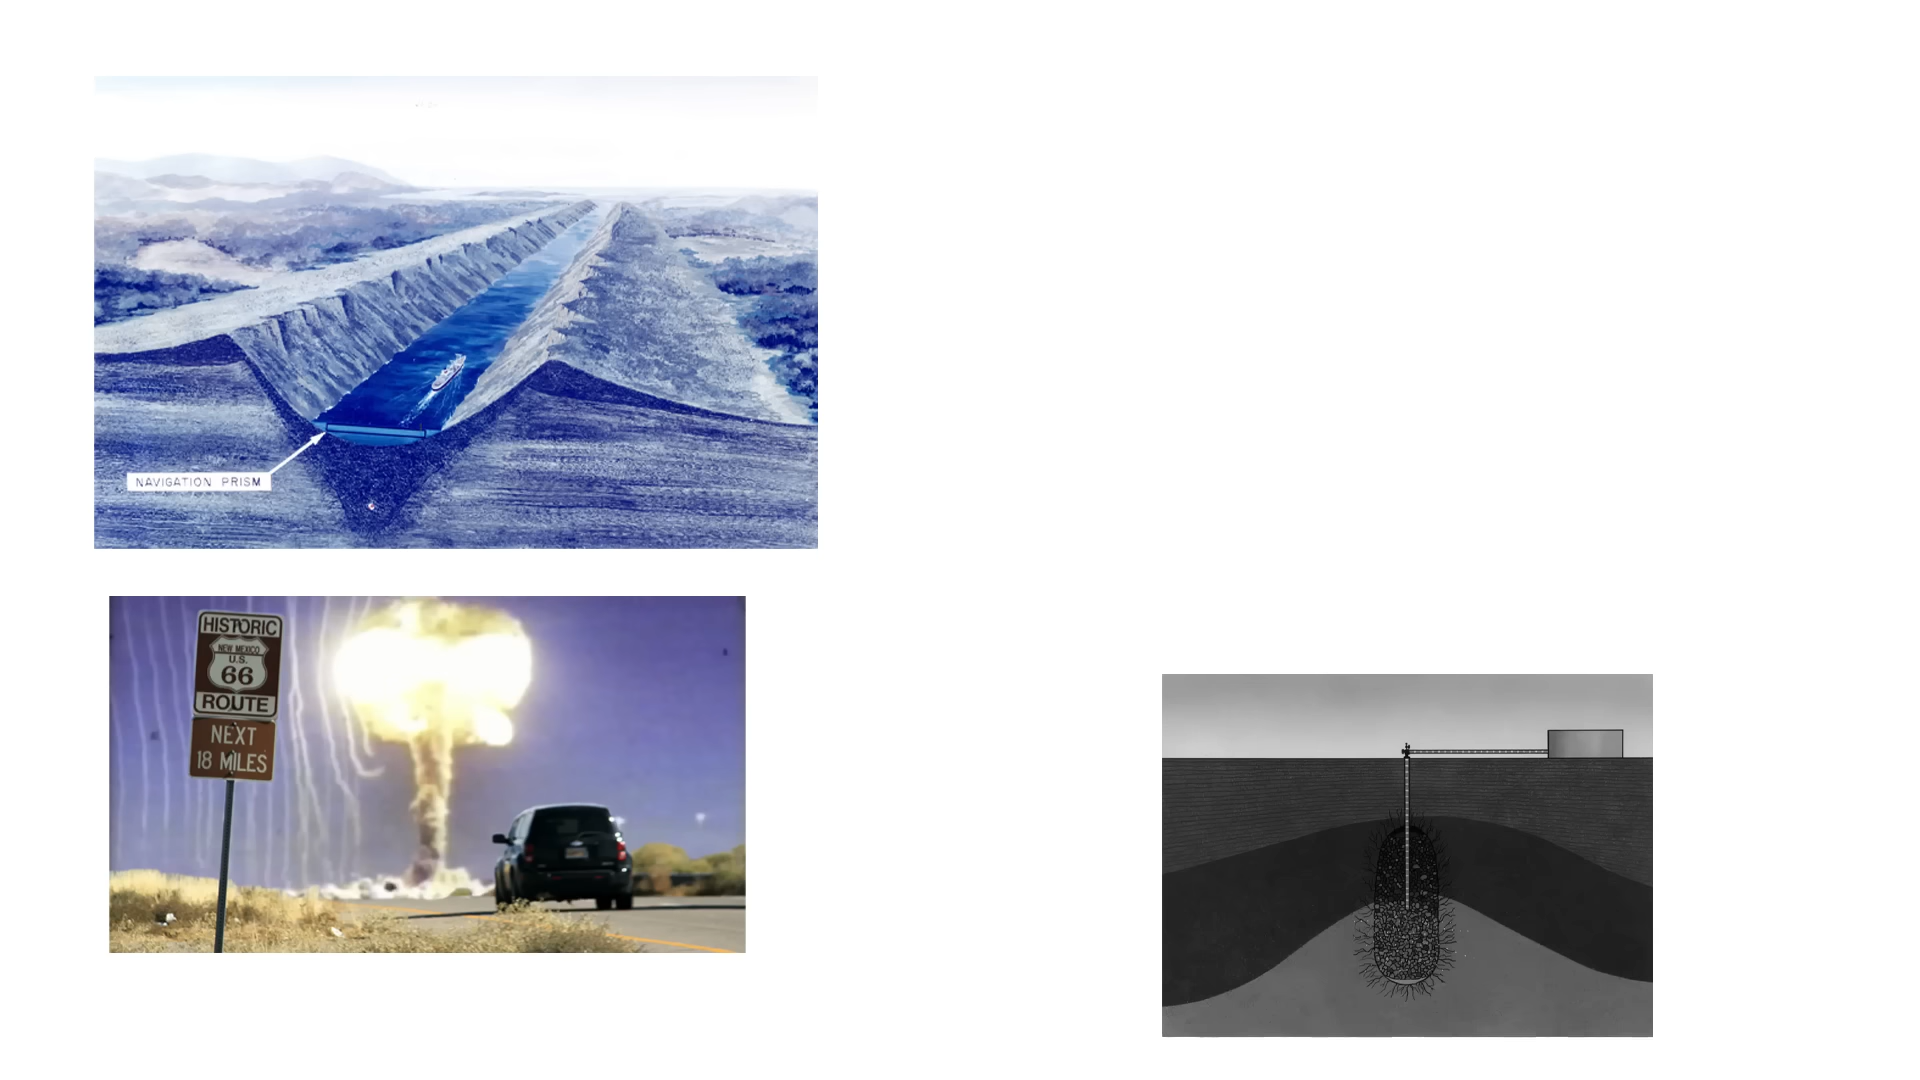 NAVIGATION PRISM
HISTORIC
NEW MEXICO
U.S.
66
ROUTE
NEXT
18 MILES